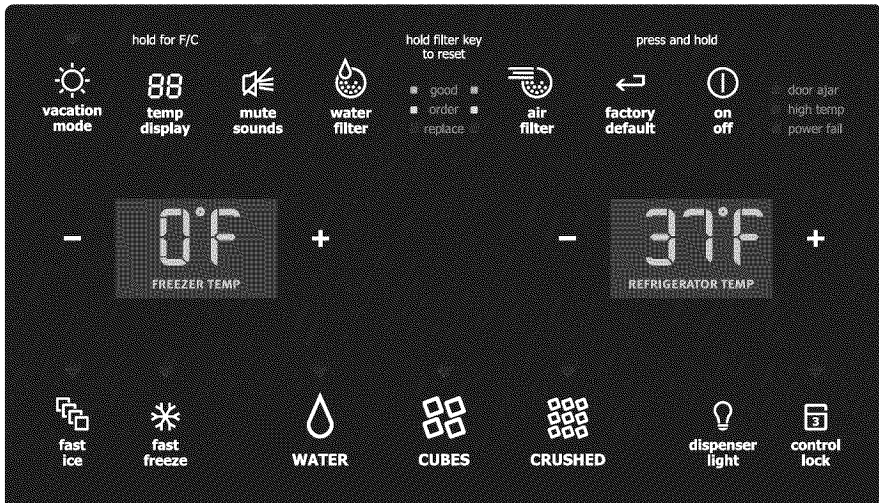 hold for F/C
hold filter key
to reset
press and hold
vacation
mode
88
temp
display
mute
sounds
water
filter
good
order
replace
air
filter
factory
default
on
off
door ajar
high temp
power fail
0°F
FREEZER TEMP
37°F
REFRIGERATOR TEMP
- +
- +
fast
ice
fast
freeze
WATER
CUBES
CRUSHED
dispenser
light
3
control
lock